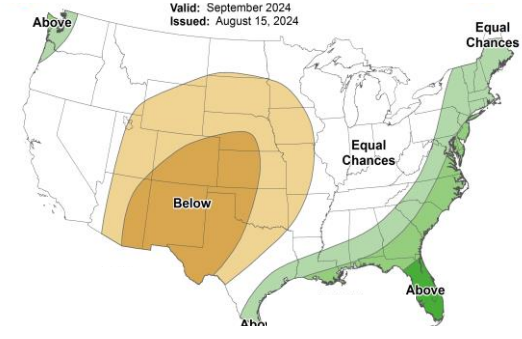 Valid: September 2024
Issued: August 15, 2024
Above
Equal
Chances
Equal
Chances
Below
Above